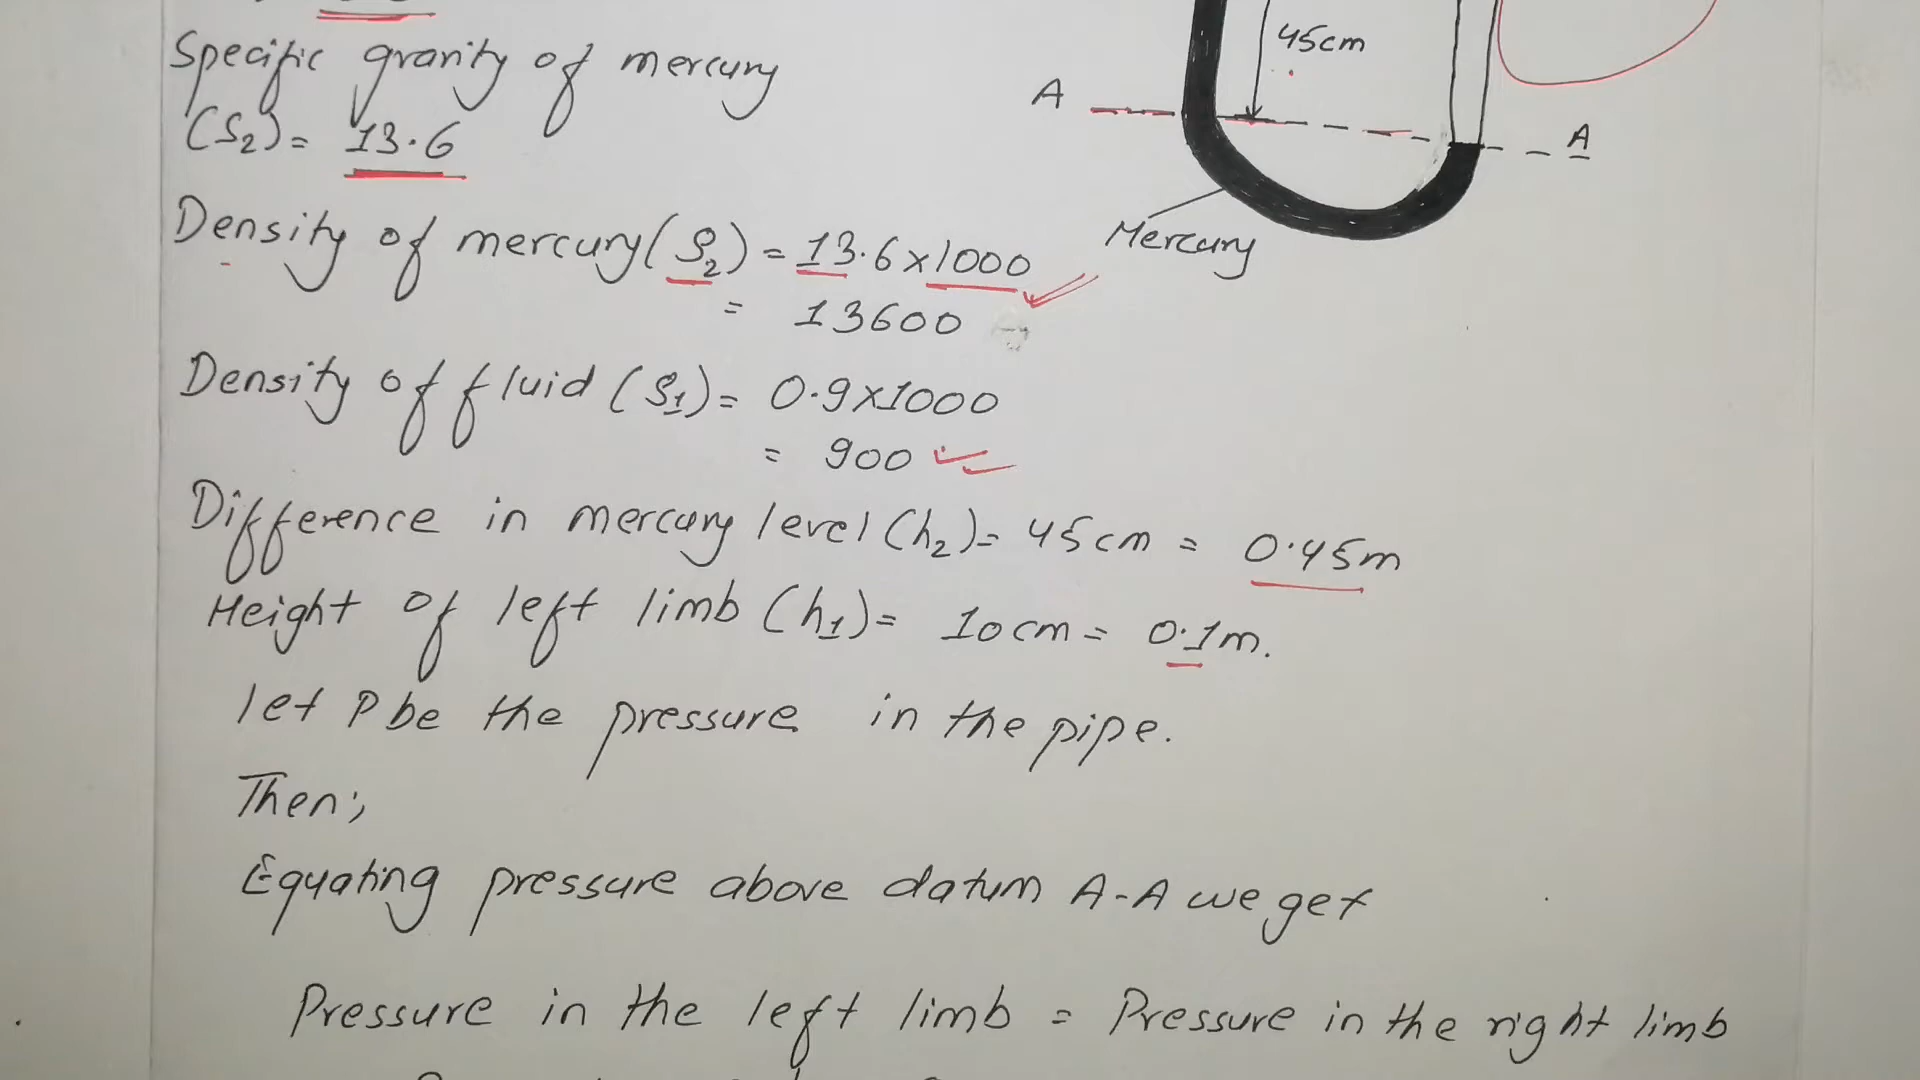 45cm
Specific gravity of mercury
A
(S₂)= 13.6
A
Mercury
Density of mercury(ρ₂) = 13.6×1000
= 13600
Density of fluid (ρ₁)= 0.9×1000
= 900
Difference in mercury level (h₂)= 45cm = 0.45m
Height of left limb (h₁)= 10cm = 0.1m.
let P be the pressure in the pipe.
Then;
Equating pressure above datum A-A we get
Pressure in the left limb = Pressure in the right limb